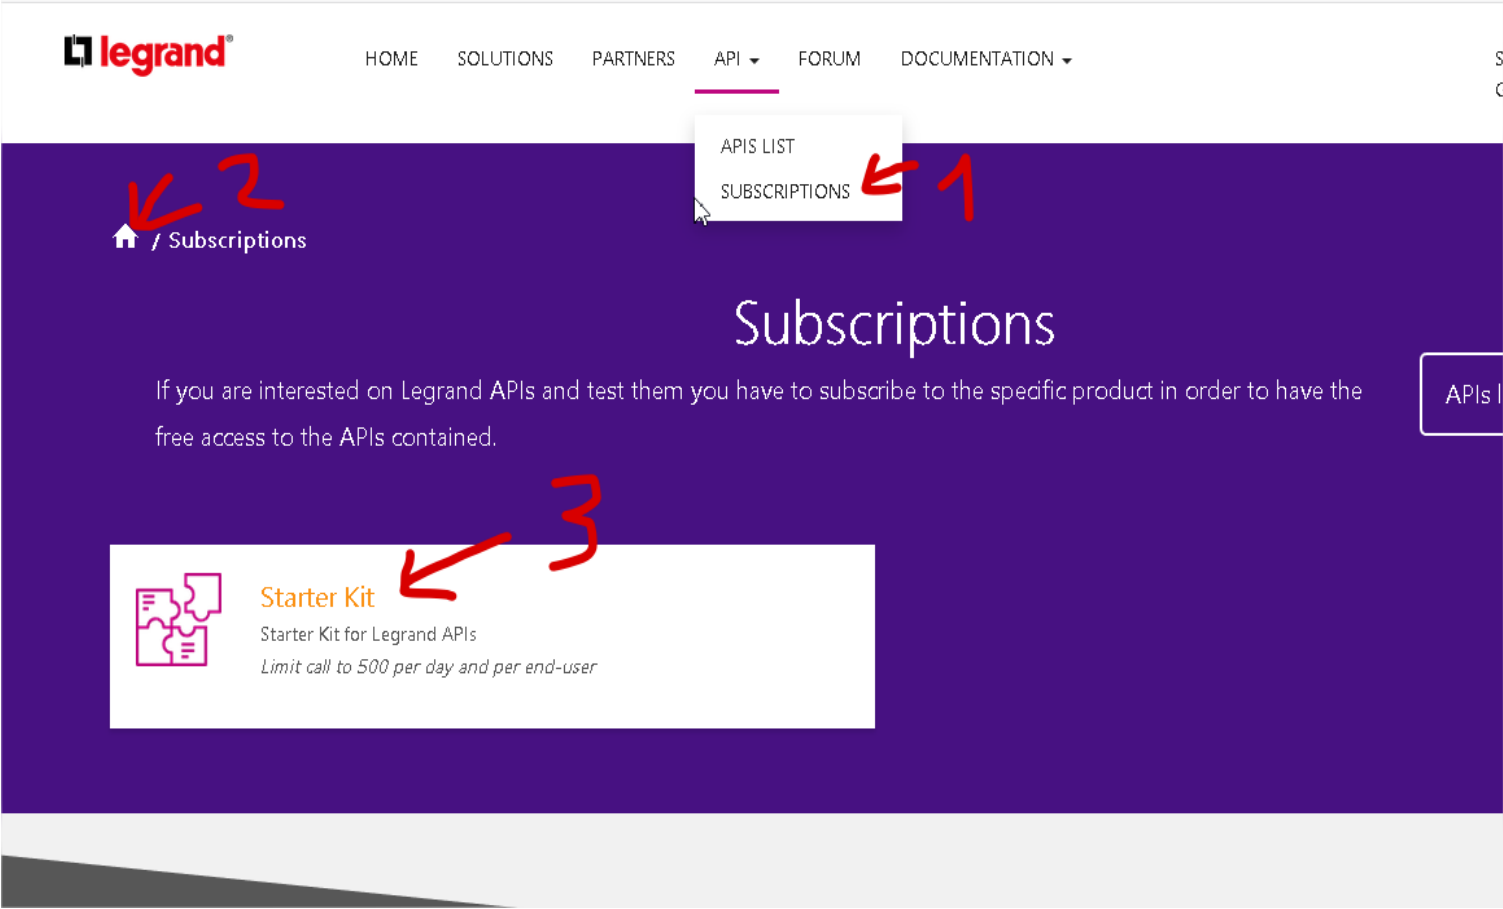 legrand®
HOME SOLUTIONS PARTNERS API FORUM DOCUMENTATION
APIS LIST
SUBSCRIPTIONS
1
2
/ Subscriptions
Subscriptions
If you are interested on Legrand APIs and test them you have to subscribe to the specific product in order to have the
free access to the APIs contained.
APIs
3
Starter Kit
Starter Kit for Legrand APIs
Limit call to 500 per day and per end-user